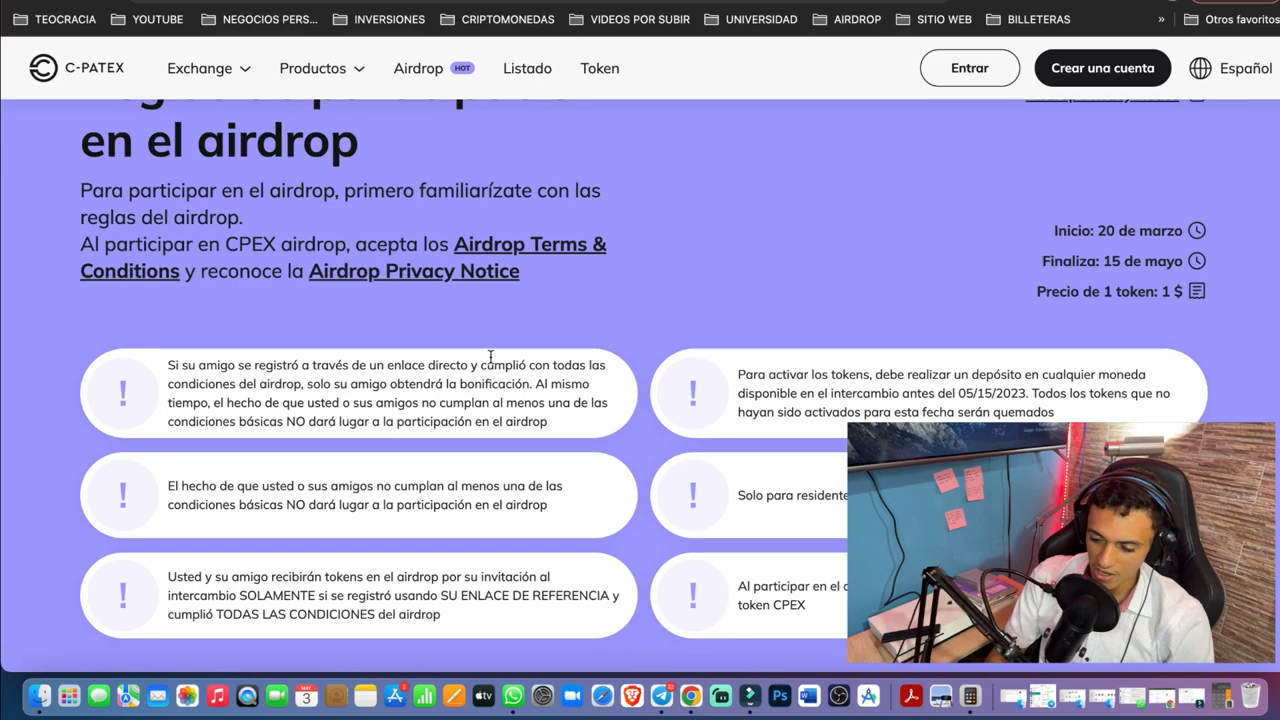 TEOCRACIA YOUTUBE NEGOCIOS PERS... INVERSIONES CRIPTOMONEDAS VIDEOS POR SUBIR UNIVERSIDAD AIRDROP SITIO WEB BILLETERAS » Otros favoritos
C-PATEX Exchange Productos Airdrop HOT Listado Token Entrar Crear una cuenta Español
en el airdrop
Para participar en el airdrop, primero familiarízate con las
reglas del airdrop.
Al participar en CPEX airdrop, acepta los Airdrop Terms &
Conditions y reconoce la Airdrop Privacy Notice
Inicio: 20 de marzo
Finaliza: 15 de mayo
Precio de 1 token: 1 $
Si su amigo se registró a través de un enlace directo y cumplió con todas las
condiciones del airdrop, solo su amigo obtendrá la bonificación. Al mismo
tiempo, el hecho de que usted o sus amigos no cumplan al menos una de las
condiciones básicas NO dará lugar a la participación en el airdrop
Para activar los tokens, debe realizar un depósito en cualquier moneda
disponible en el intercambio antes del 05/15/2023. Todos los tokens que no
hayan sido activados para esta fecha serán quemados
El hecho de que usted o sus amigos no cumplan al menos una de las
condiciones básicas NO dará lugar a la participación en el airdrop
Solo para residente
Usted y su amigo recibirán tokens en el airdrop por su invitación al
intercambio SOLAMENTE si se registró usando SU ENLACE DE REFERENCIA y
cumplió TODAS LAS CONDICIONES del airdrop
Al participar en el
token CPEX
3
tv
Ps